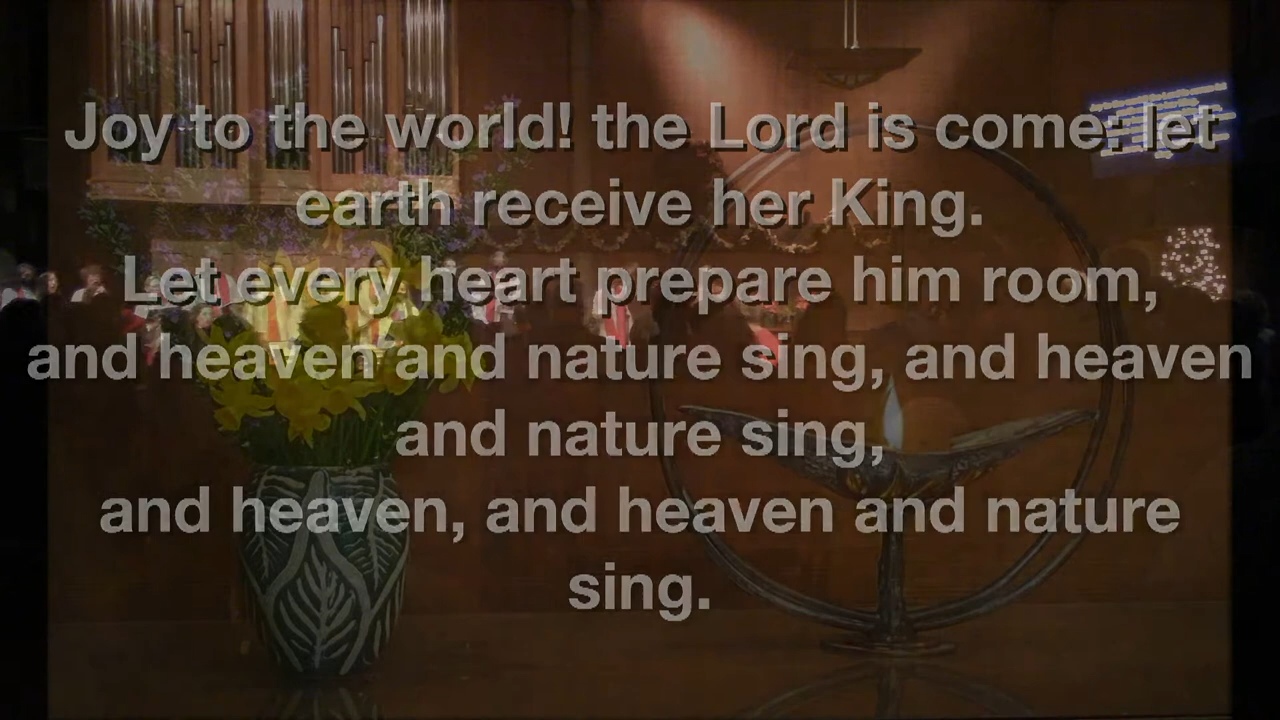 Joy to the world! the Lord is come: let
earth receive her King.
Let every heart prepare him room,
and heaven and nature sing, and heaven
and nature sing,
and heaven, and heaven and nature
sing.